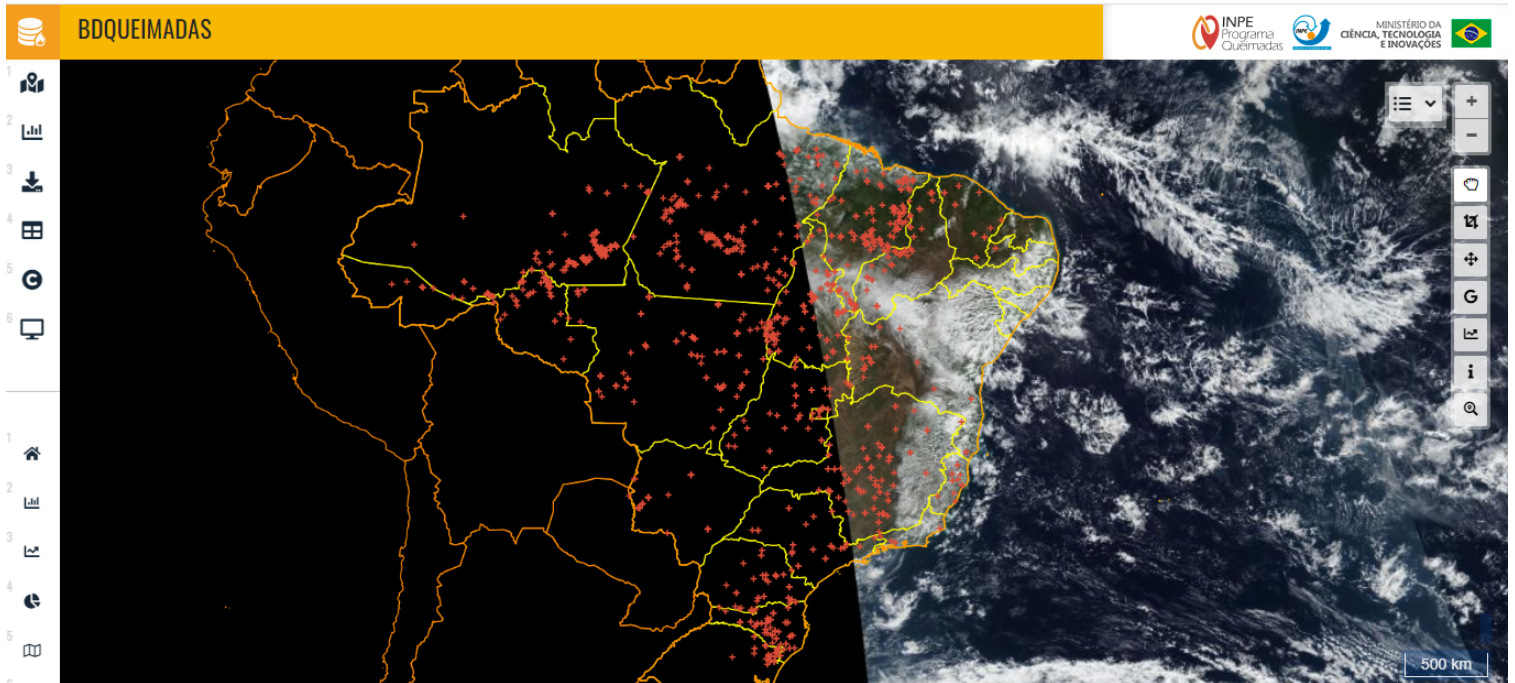 BDQUEIMADAS
INPE
Programa
Queimadas
INPE
MINISTÉRIO DA
CIÊNCIA, TECNOLOGIA
E INOVAÇÕES
1
2
3
4
5
6
1
2
3
4
5
G
i
500 km